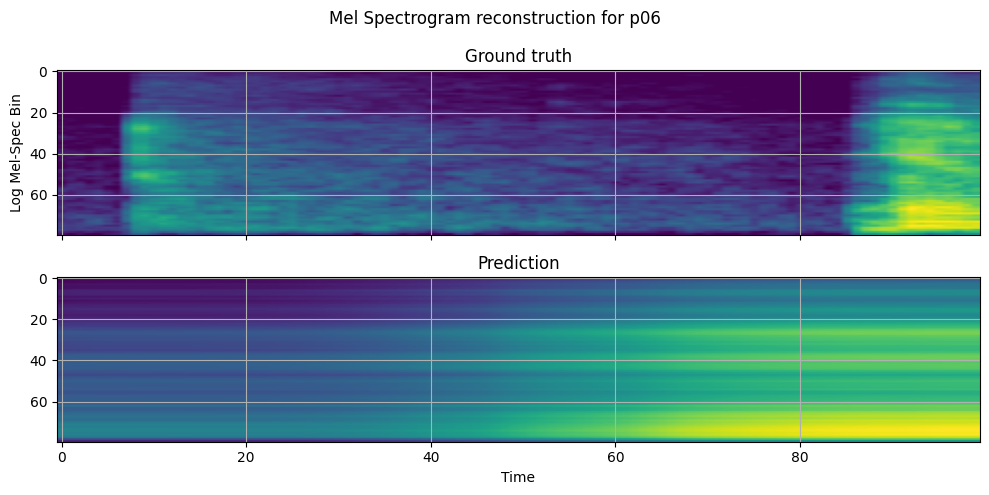 Mel Spectrogram reconstruction for p06
Ground truth
0
20
40
60
Log Mel-Spec Bin
Prediction
0
20
40
60
0 20 40 60 80
Time